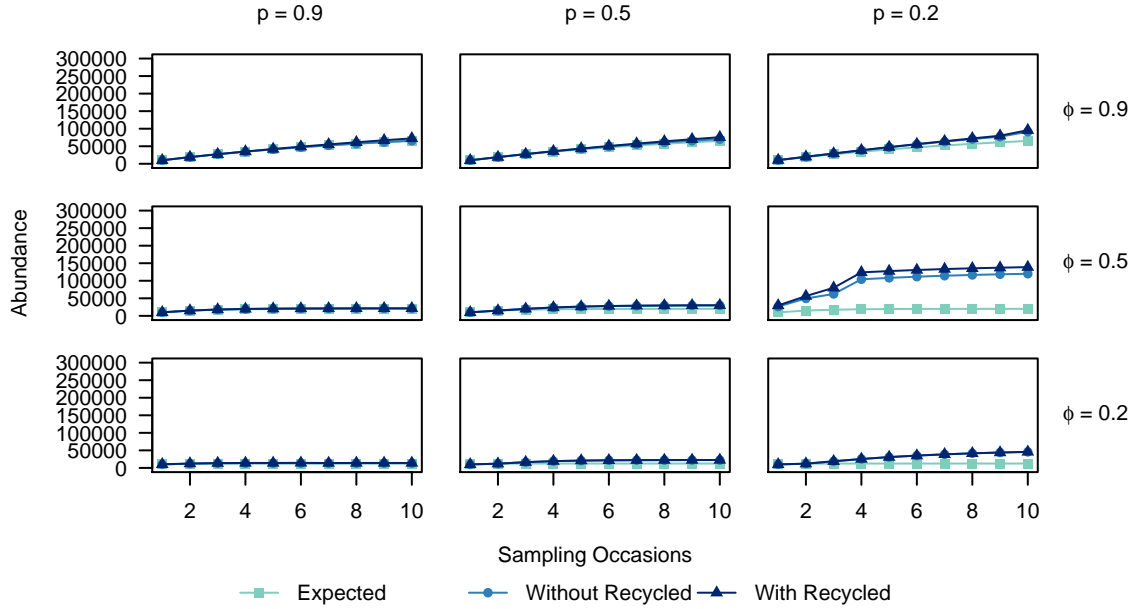 p = 0.9 p = 0.5 p = 0.2
300000
250000
200000
150000
100000
50000
0
ϕ = 0.9
300000
250000
200000
150000
100000
50000
0
ϕ = 0.5
300000
250000
200000
150000
100000
50000
0
ϕ = 0.2
Abundance
2 4 6 8 10 2 4 6 8 10 2 4 6 8 10
Sampling Occasions
Expected Without Recycled With Recycled